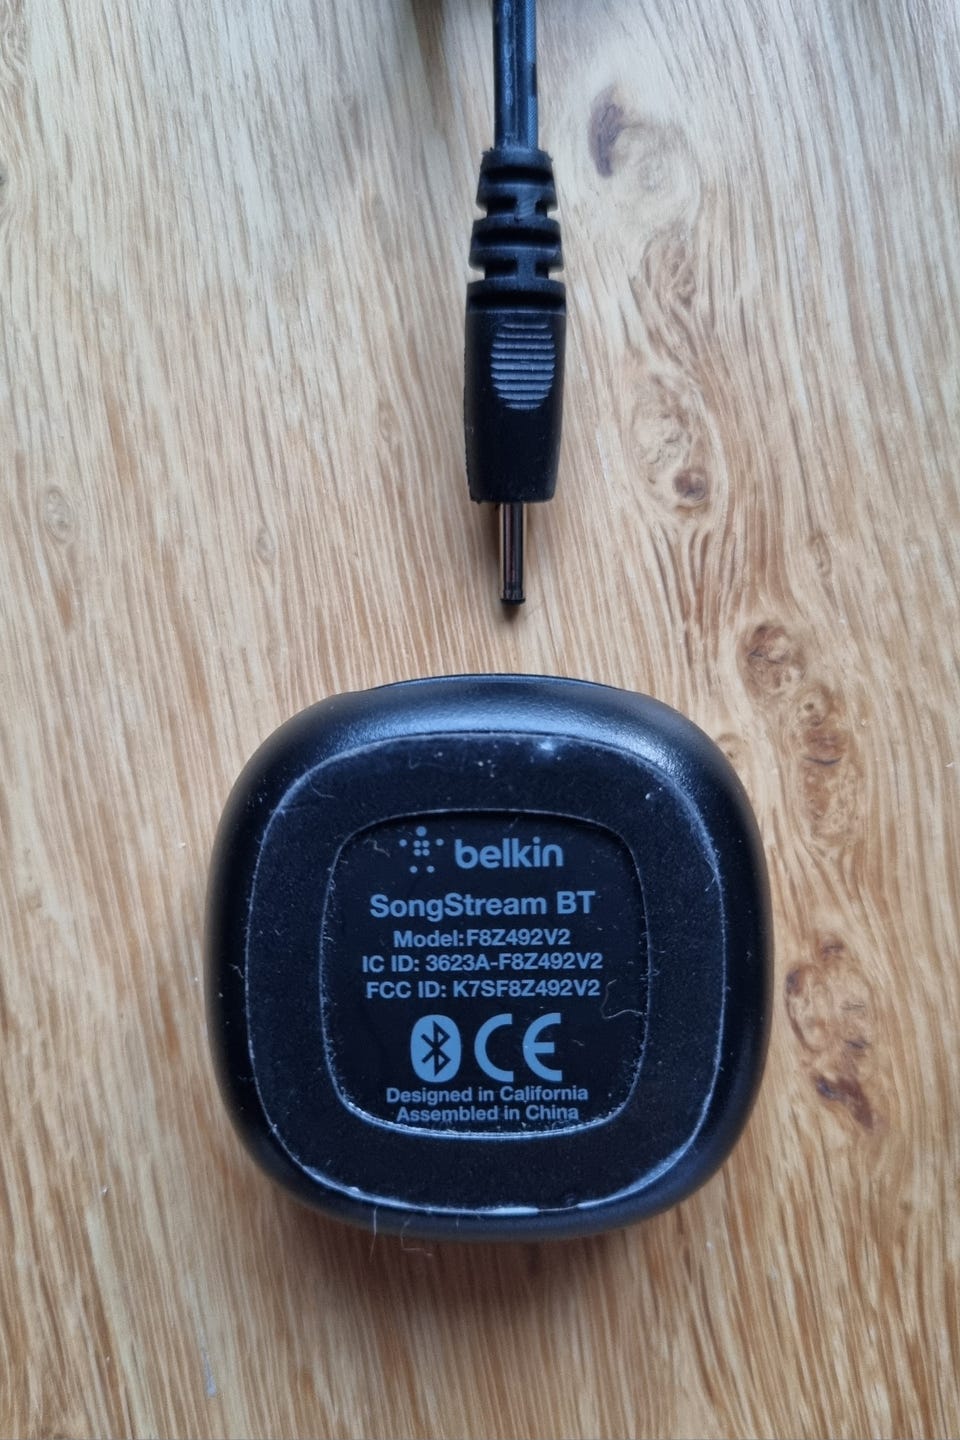 belkin
SongStream BT
Model:F8Z492V2
IC ID: 3623A-F8Z492V2
FCC ID: K7SF8Z492V2
CE
Designed in California
Assembled in China